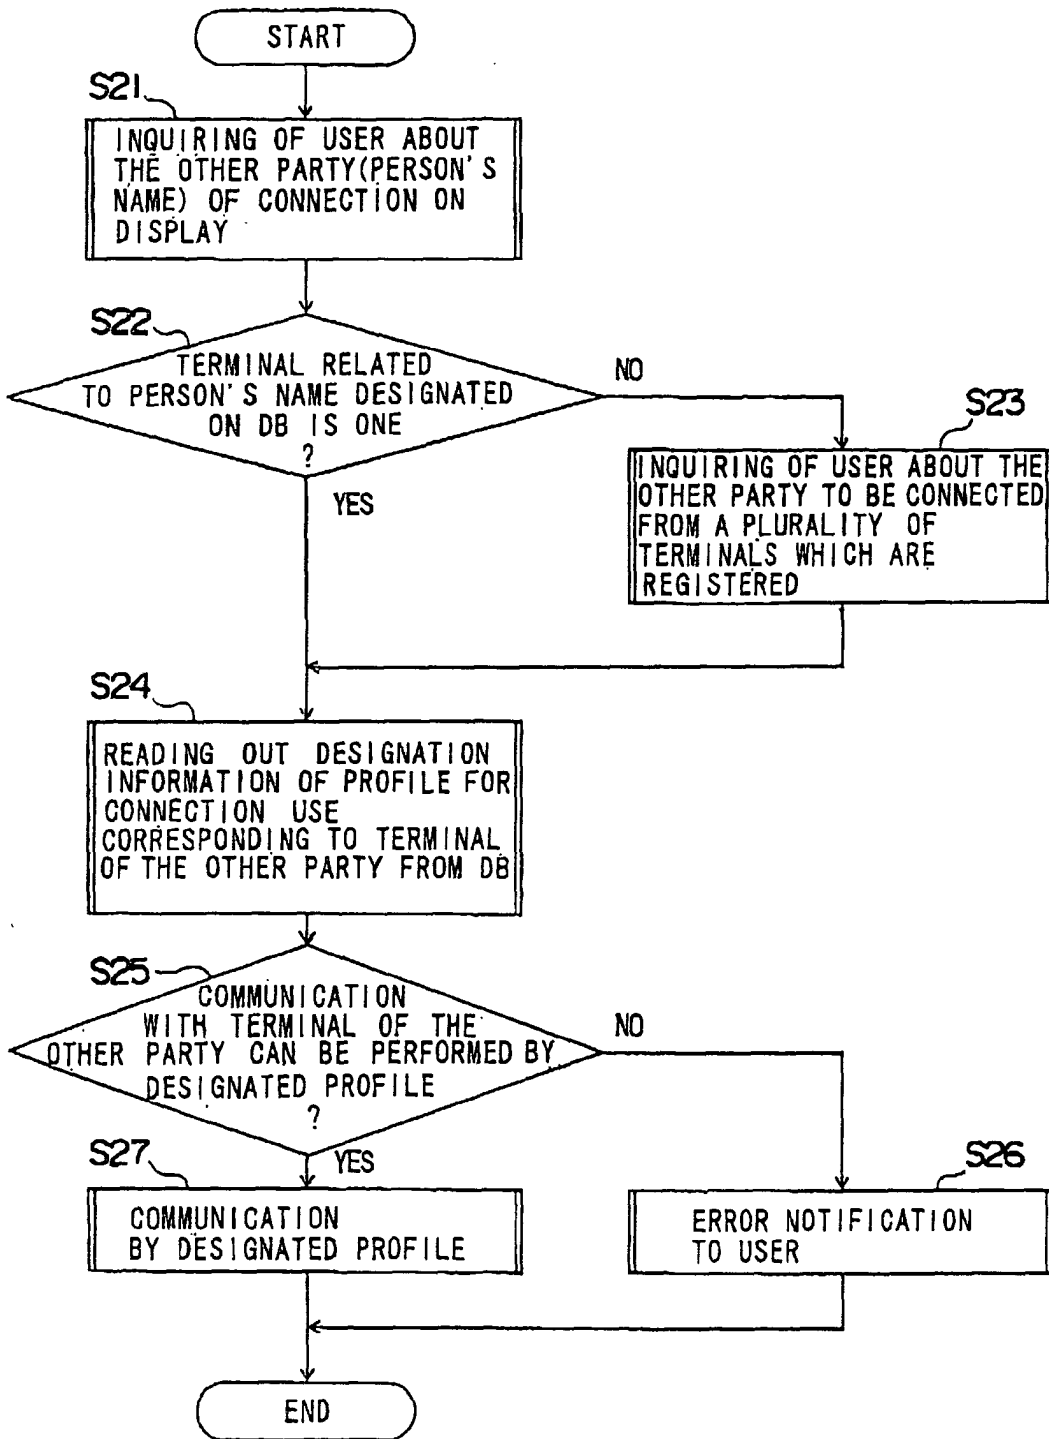 START
S21
INQUIRING OF USER ABOUT
THE OTHER PARTY(PERSON'S
NAME) OF CONNECTION ON
DISPLAY
S22
TERMINAL RELATED
TO PERSON'S NAME DESIGNATED
ON DB IS ONE
?
NO
YES
S23
INQUIRING OF USER ABOUT THE
OTHER PARTY TO BE CONNECTED
FROM A PLURALITY OF
TERMINALS WHICH ARE
REGISTERED
S24
READING OUT DESIGNATION
INFORMATION OF PROFILE FOR
CONNECTION USE
CORRESPONDING TO TERMINAL
OF THE OTHER PARTY FROM DB
S25
COMMUNICATION
WITH TERMINAL OF THE
OTHER PARTY CAN BE PERFORMED BY
DESIGNATED PROFILE
?
NO
YES
S27
COMMUNICATION
BY DESIGNATED PROFILE
S26
ERROR NOTIFICATION
TO USER
END